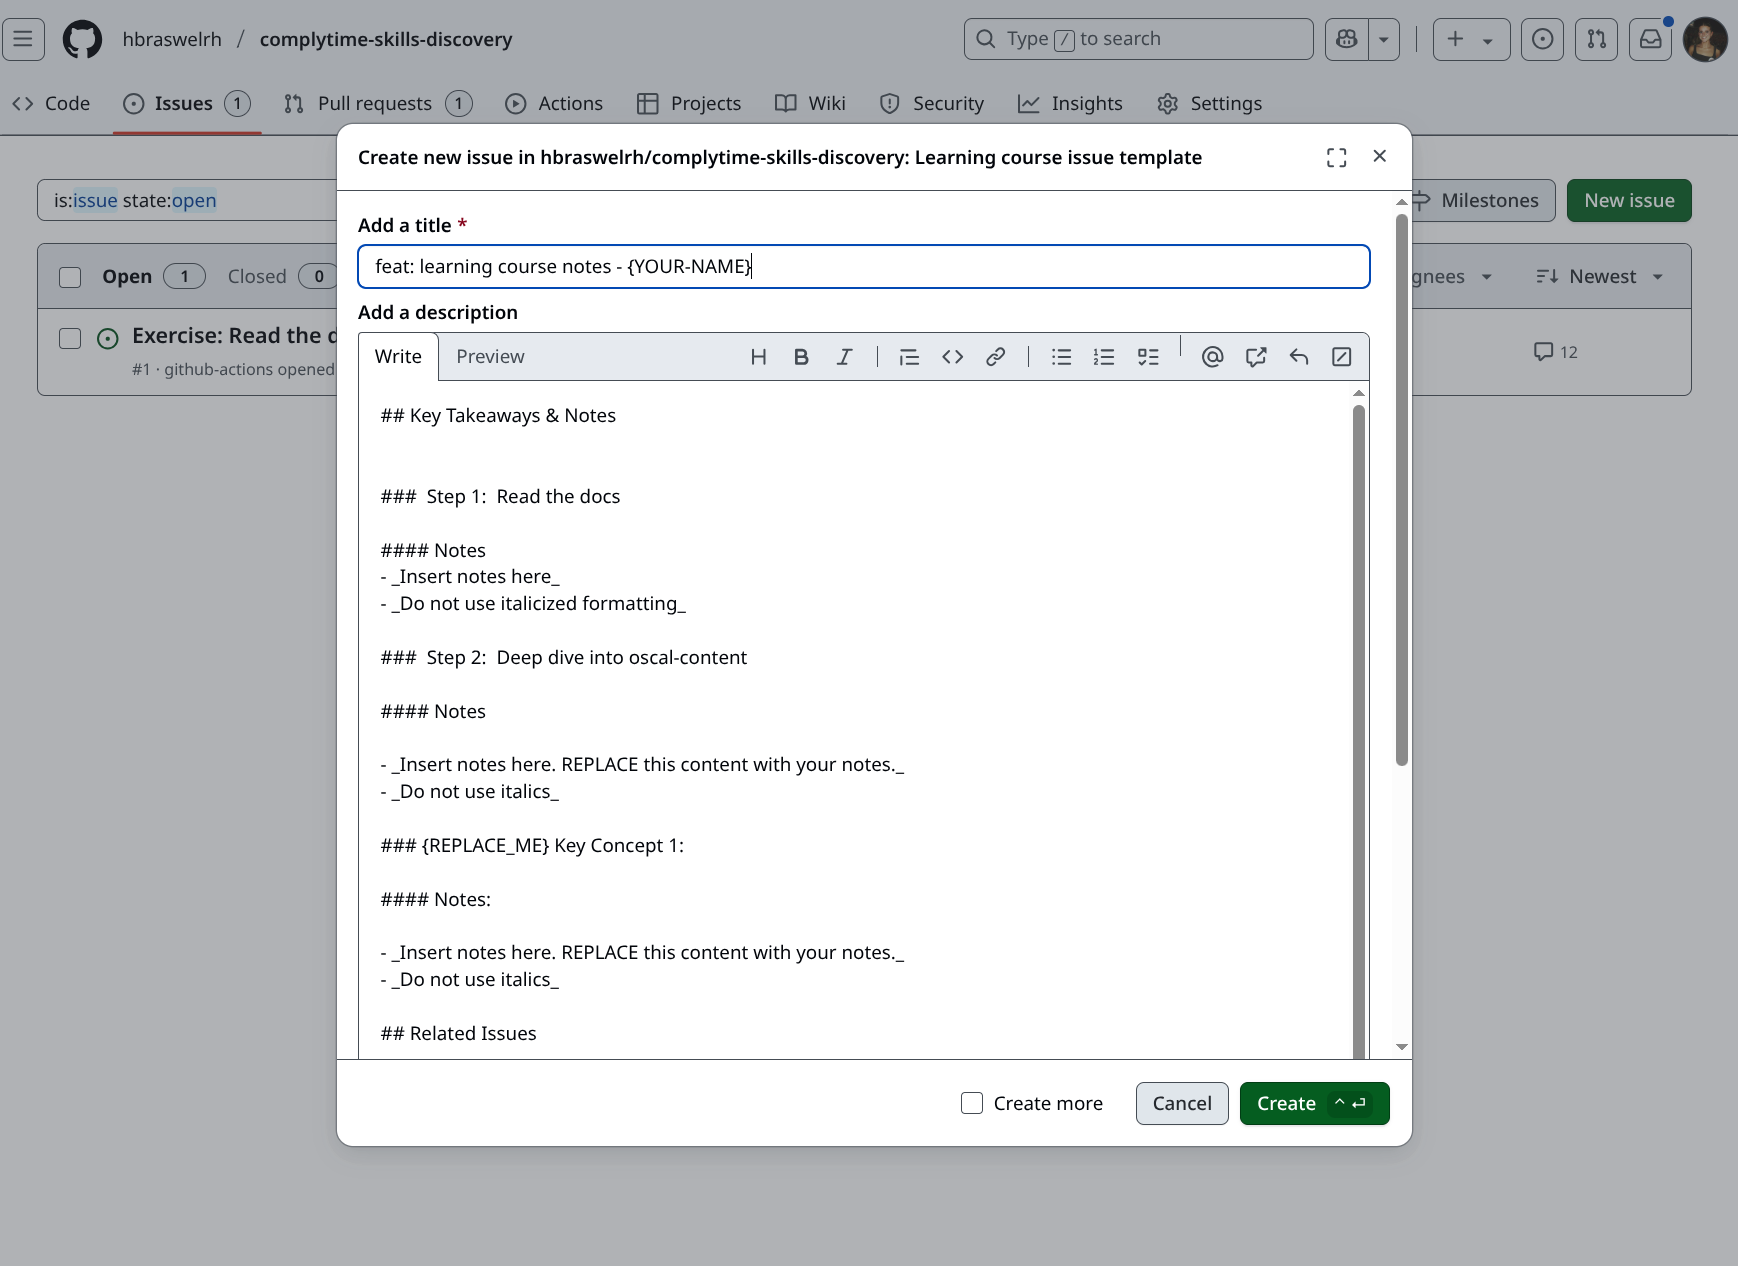 hbraswelrh / complytime-skills-discovery
Type / to search
Code
Issues 1
Pull requests 1
Actions
Projects
Wiki
Security
Insights
Settings
Create new issue in hbraswelrh/complytime-skills-discovery: Learning course issue template
is:issue state:open
Milestones
New issue
Add a title *
feat: learning course notes - {YOUR-NAME}
Open 1
Closed 0
gnees
Newest
Add a description
Exercise: Read the d
#1 · github-actions opened
12
Write
Preview
## Key Takeaways & Notes
### Step 1: Read the docs
#### Notes
- _Insert notes here_
- _Do not use italicized formatting_
### Step 2: Deep dive into oscal-content
#### Notes
- _Insert notes here. REPLACE this content with your notes._
- _Do not use italics_
### {REPLACE_ME} Key Concept 1:
#### Notes:
- _Insert notes here. REPLACE this content with your notes._
- _Do not use italics_
## Related Issues
Create more
Cancel
Create